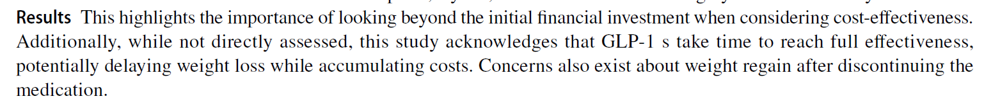 Results This highlights the importance of looking beyond the initial financial investment when considering cost-effectiveness.
Additionally, while not directly assessed, this study acknowledges that GLP-1 s take time to reach full effectiveness,
potentially delaying weight loss while accumulating costs. Concerns also exist about weight regain after discontinuing the
medication.